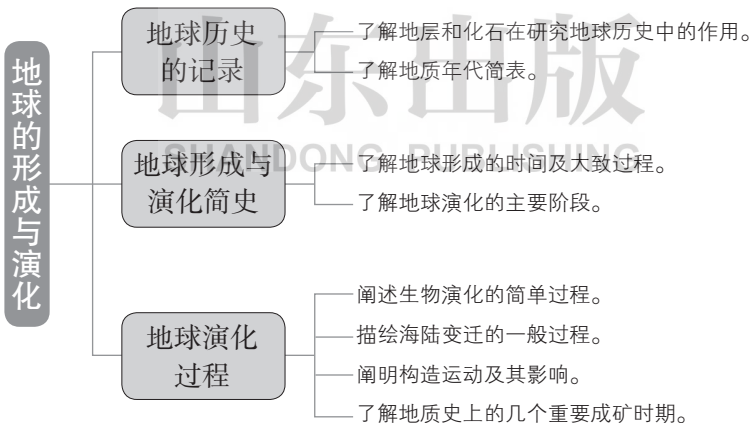 地球的形成与演化
地球历史
的记录
了解地层和化石在研究地球历史中的作用。
了解地质年代简表。
山东出版
SHANDONG PUBLISHING
地球形成与
演化简史
了解地球形成的时间及大致过程。
了解地球演化的主要阶段。
地球演化
过程
阐述生物演化的简单过程。
描绘海陆变迁的一般过程。
阐明构造运动及其影响。
了解地质史上的几个重要成矿时期。